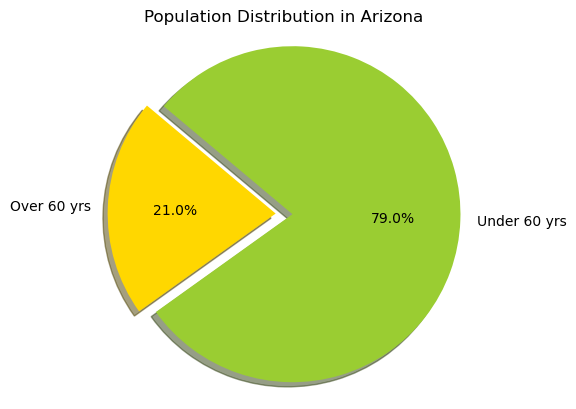 Population Distribution in Arizona
Over 60 yrs
21.0%
79.0%
Under 60 yrs